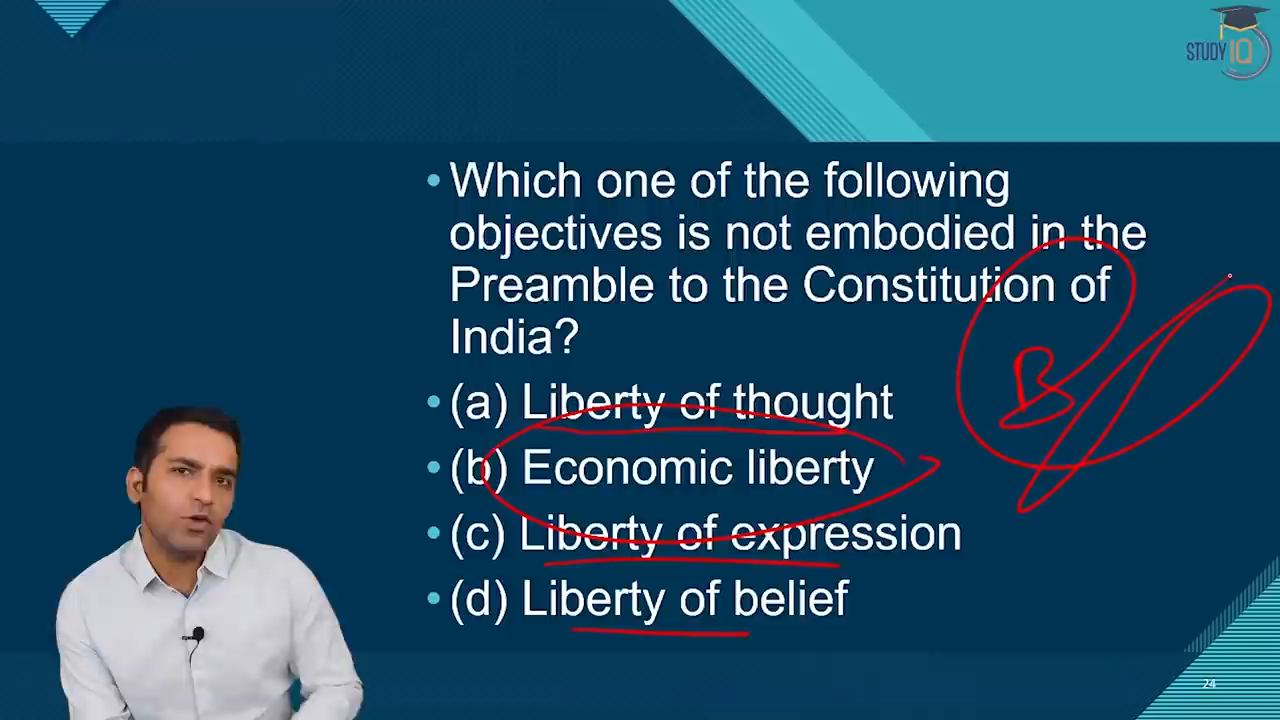 STUDY IQ
•Which one of the following
objectives is not embodied in the
Preamble to the Constitution of
India?
•(a) Liberty of thought
•(b) Economic liberty
•(c) Liberty of expression
•(d) Liberty of belief
B
24